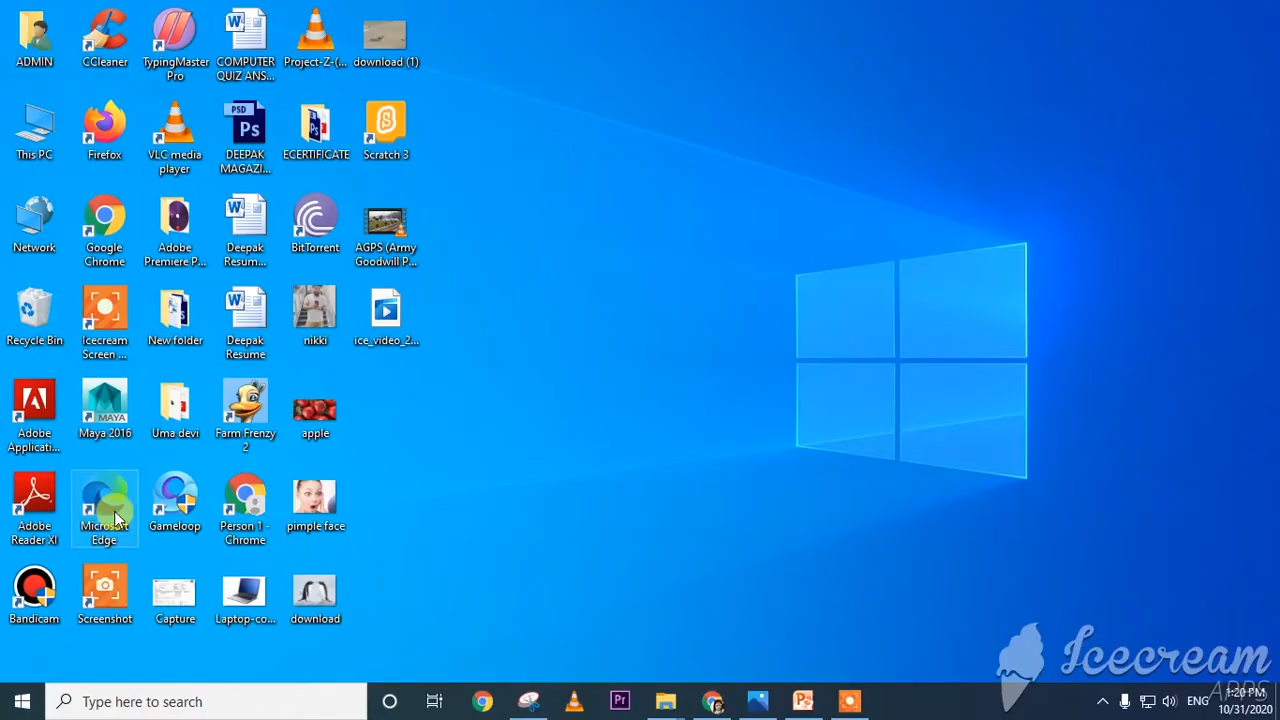 ADMIN
CCleaner
TypingMaster
Pro
COMPUTER
QUIZ ANS...
Project-Z-(...
download (1)
This PC
Firefox
VLC media
player
PSD
Ps
DEEPAK
MAGAZI...
ECERTIFICATE
Scratch 3
Network
Google
Chrome
Adobe
Premiere P...
Deepak
Resum...
BitTorrent
AGPS (Army
Goodwill P...
Recycle Bin
Icecream
Screen ...
New folder
Deepak
Resume
nikki
ice_video_2...
Adobe
Applicati...
MAYA
Maya 2016
Uma devi
Farm Frenzy
2
apple
Adobe
Reader XI
Microsoft
Edge
Gameloop
Person 1 -
Chrome
pimple face
Bandicam
Screenshot
Capture
Laptop-co...
download
Icecream
APPS
Type here to search
Pr
ENG
1:20 PM
10/31/2020